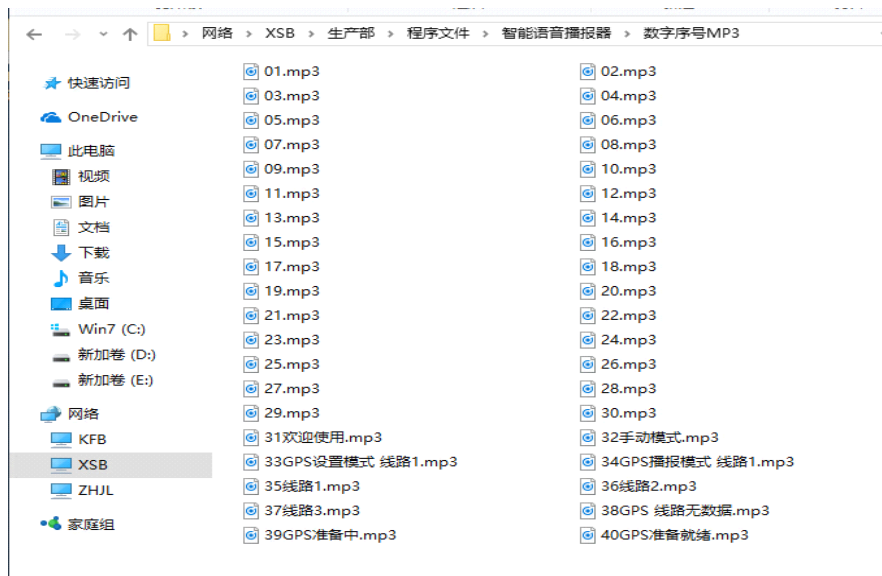 网络 > XSB > 生产部 > 程序文件 > 智能语音播报器 > 数字序号MP3
快速访问
OneDrive
此电脑
视频
图片
文档
下载
音乐
桌面
Win7 (C:)
新加卷 (D:)
新加卷 (E:)
网络
KFB
XSB
ZHJL
家庭组
01.mp3 02.mp3
03.mp3 04.mp3
05.mp3 06.mp3
07.mp3 08.mp3
09.mp3 10.mp3
11.mp3 12.mp3
13.mp3 14.mp3
15.mp3 16.mp3
17.mp3 18.mp3
19.mp3 20.mp3
21.mp3 22.mp3
23.mp3 24.mp3
25.mp3 26.mp3
27.mp3 28.mp3
29.mp3 30.mp3
31欢迎使用.mp3 32手动模式.mp3
33GPS设置模式 线路1.mp3 34GPS播报模式 线路1.mp3
35线路1.mp3 36线路2.mp3
37线路3.mp3 38GPS 线路无数据.mp3
39GPS准备中.mp3 40GPS准备就绪.mp3